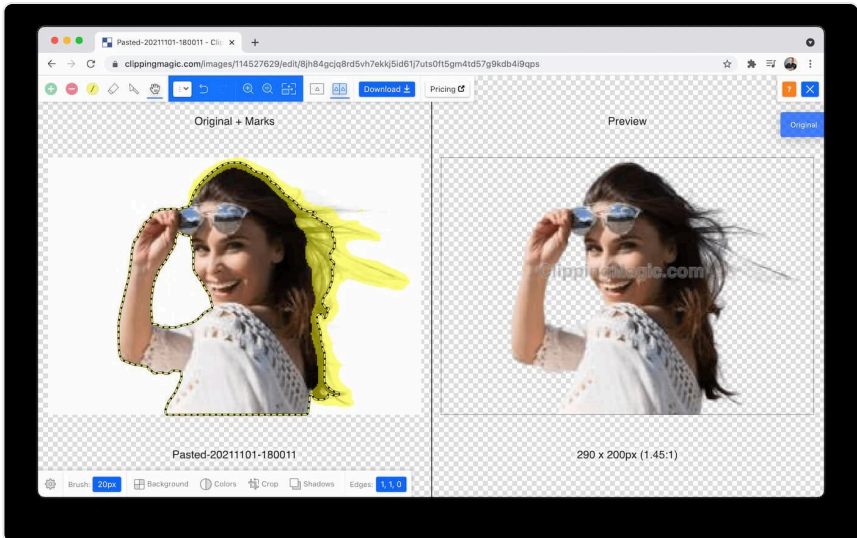 Pasted-20211101-180011 - Clip
clippingmagic.com/images/114527629/edit/8jh84gcjq8rd5vh7ekkj5id61j7uts0ft5gm4td57g9kdb4i9qps
Download
Pricing
?
Original + Marks
Preview
Original
ClippingMagic.com
Pasted-20211101-180011
290 x 200px (1.45:1)
Brush: 20px Background Colors Crop Shadows Edges: 1, 1, 0